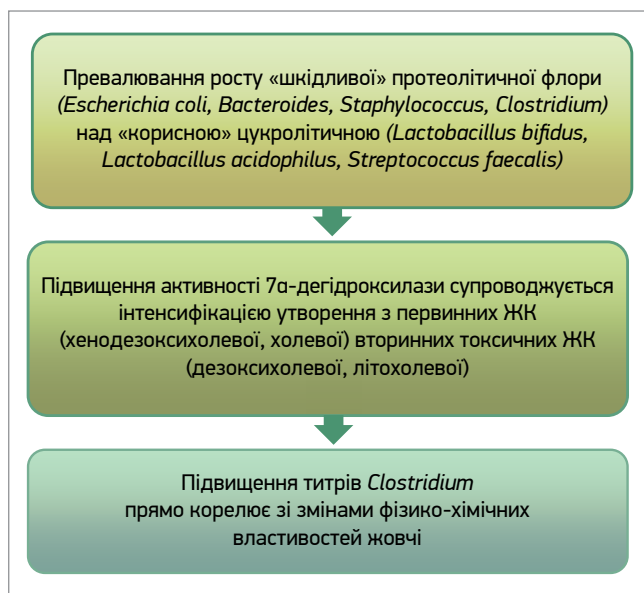 Превалювання росту «шкідливої» протеолітичної флори
(Escherichia coli, Bacteroides, Staphylococcus, Clostridium)
над «корисною» цукролітичною (Lactobacillus bifidus,
Lactobacillus acidophilus, Streptococcus faecalis)
Підвищення активності 7α-дегідроксилази супроводжується
інтенсифікацією утворення з первинних ЖК
(хенодезоксихолевої, холевої) вторинних токсичних ЖК
(дезоксихолевої, літохолевої)
Підвищення титрів Clostridium
прямо корелює зі змінами фізико-хімічних
властивостей жовчі